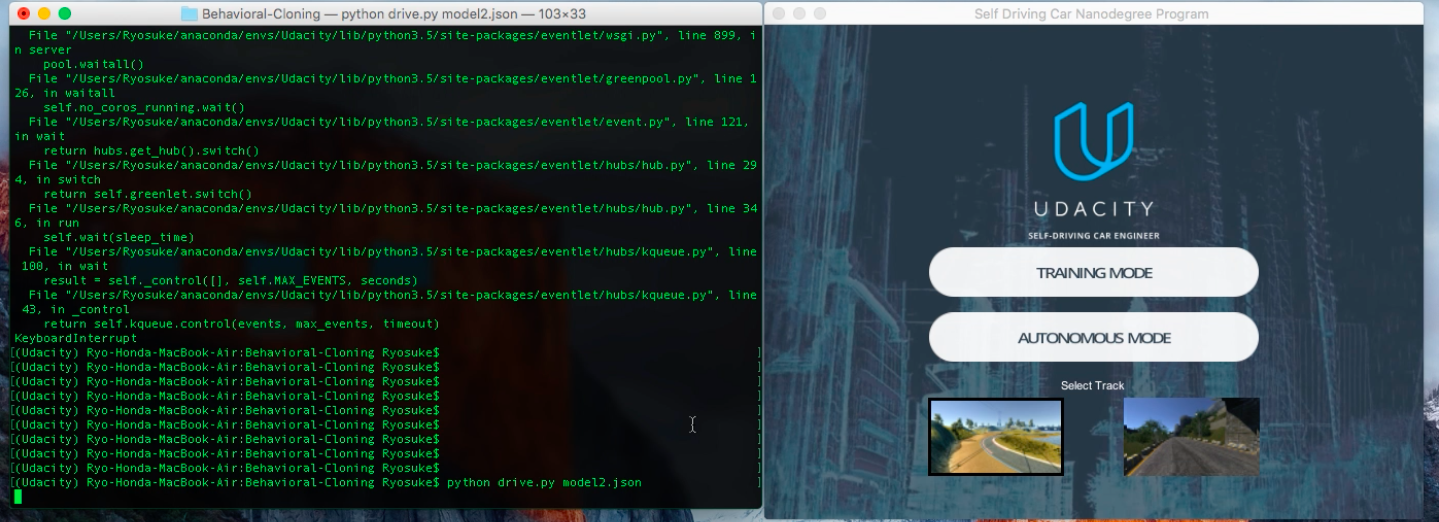 Behavioral-Cloning — python drive.py model2.json — 103×33
File "/Users/Ryosuke/anaconda/envs/Udacity/lib/python3.5/site-packages/eventlet/wsgi.py", line 899, i
n server
pool.waitall()
File "/Users/Ryosuke/anaconda/envs/Udacity/lib/python3.5/site-packages/eventlet/greenpool.py", line 1
26, in waitall
self.no_coros_running.wait()
File "/Users/Ryosuke/anaconda/envs/Udacity/lib/python3.5/site-packages/eventlet/event.py", line 121,
in wait
return hubs.get_hub().switch()
File "/Users/Ryosuke/anaconda/envs/Udacity/lib/python3.5/site-packages/eventlet/hubs/hub.py", line 29
4, in switch
return self.greenlet.switch()
File "/Users/Ryosuke/anaconda/envs/Udacity/lib/python3.5/site-packages/eventlet/hubs/hub.py", line 34
6, in run
self.wait(sleep_time)
File "/Users/Ryosuke/anaconda/envs/Udacity/lib/python3.5/site-packages/eventlet/hubs/kqueue.py", line
100, in wait
result = self._control([], self.MAX_EVENTS, seconds)
File "/Users/Ryosuke/anaconda/envs/Udacity/lib/python3.5/site-packages/eventlet/hubs/kqueue.py", line
43, in _control
return self.kqueue.control(events, max_events, timeout)
KeyboardInterrupt
[(Udacity) Ryo-Honda-MacBook-Air:Behavioral-Cloning Ryosuke$ ]
[(Udacity) Ryo-Honda-MacBook-Air:Behavioral-Cloning Ryosuke$ ]
[(Udacity) Ryo-Honda-MacBook-Air:Behavioral-Cloning Ryosuke$ ]
[(Udacity) Ryo-Honda-MacBook-Air:Behavioral-Cloning Ryosuke$ ]
[(Udacity) Ryo-Honda-MacBook-Air:Behavioral-Cloning Ryosuke$ ]
[(Udacity) Ryo-Honda-MacBook-Air:Behavioral-Cloning Ryosuke$ ]
[(Udacity) Ryo-Honda-MacBook-Air:Behavioral-Cloning Ryosuke$ ]
[(Udacity) Ryo-Honda-MacBook-Air:Behavioral-Cloning Ryosuke$ ]
[(Udacity) Ryo-Honda-MacBook-Air:Behavioral-Cloning Ryosuke$ ]
[(Udacity) Ryo-Honda-MacBook-Air:Behavioral-Cloning Ryosuke$ python drive.py model2.json ]
Self Driving Car Nanodegree Program
UDACITY
SELF-DRIVING CAR ENGINEER
TRAINING MODE
AUTONOMOUS MODE
Select Track